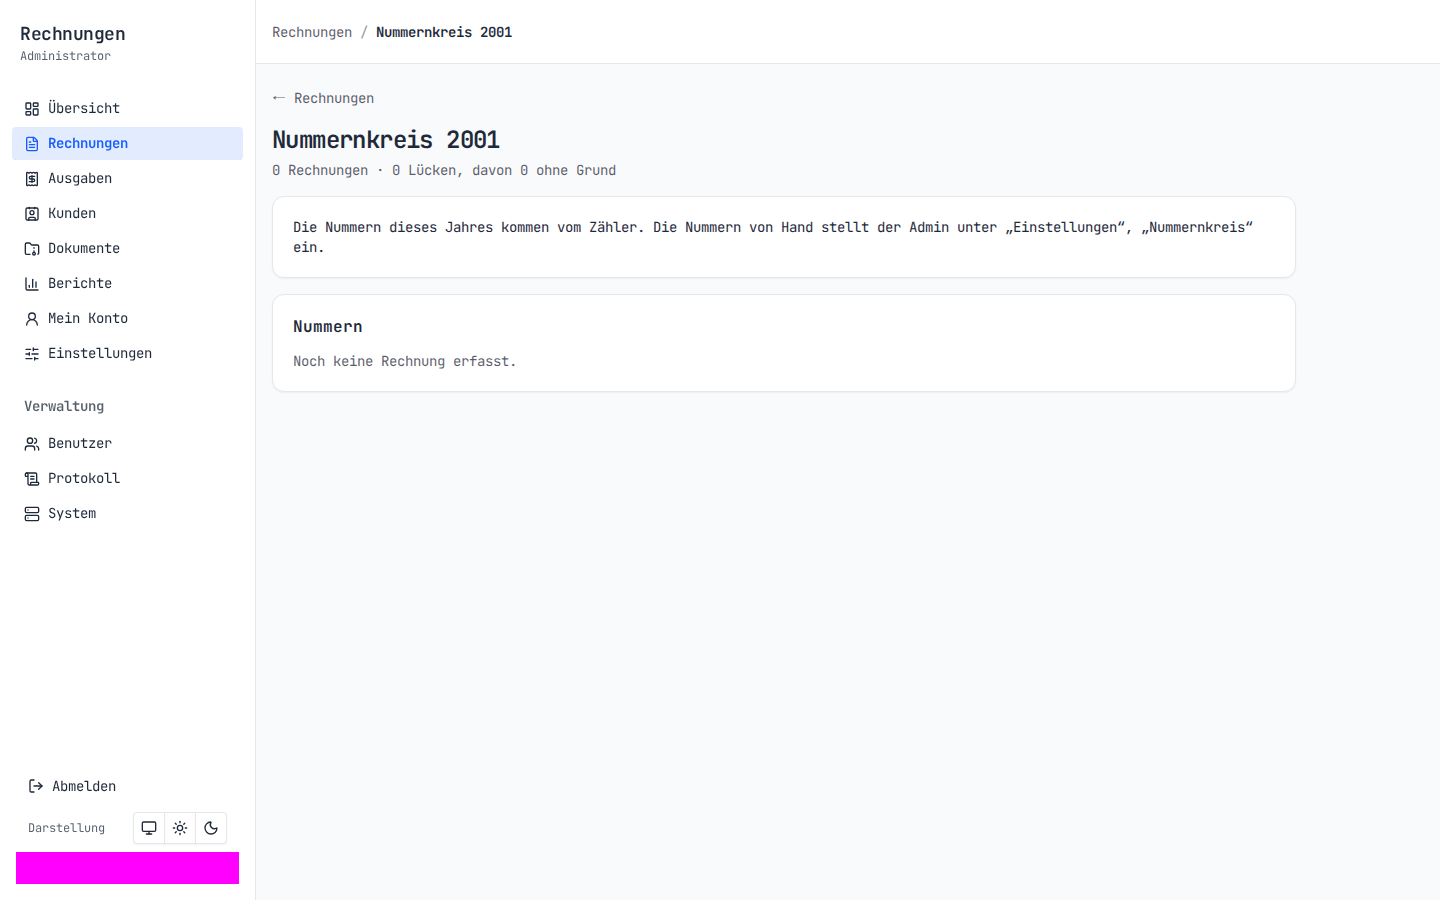 Rechnungen
Administrator
Übersicht
Rechnungen
Ausgaben
Kunden
Dokumente
Berichte
Mein Konto
Einstellungen
Verwaltung
Benutzer
Protokoll
System
Abmelden
Darstellung
Rechnungen / Nummernkreis 2001
← Rechnungen
Nummernkreis 2001
0 Rechnungen · 0 Lücken, davon 0 ohne Grund
Die Nummern dieses Jahres kommen vom Zähler. Die Nummern von Hand stellt der Admin unter „Einstellungen“, „Nummernkreis“
ein.
Nummern
Noch keine Rechnung erfasst.